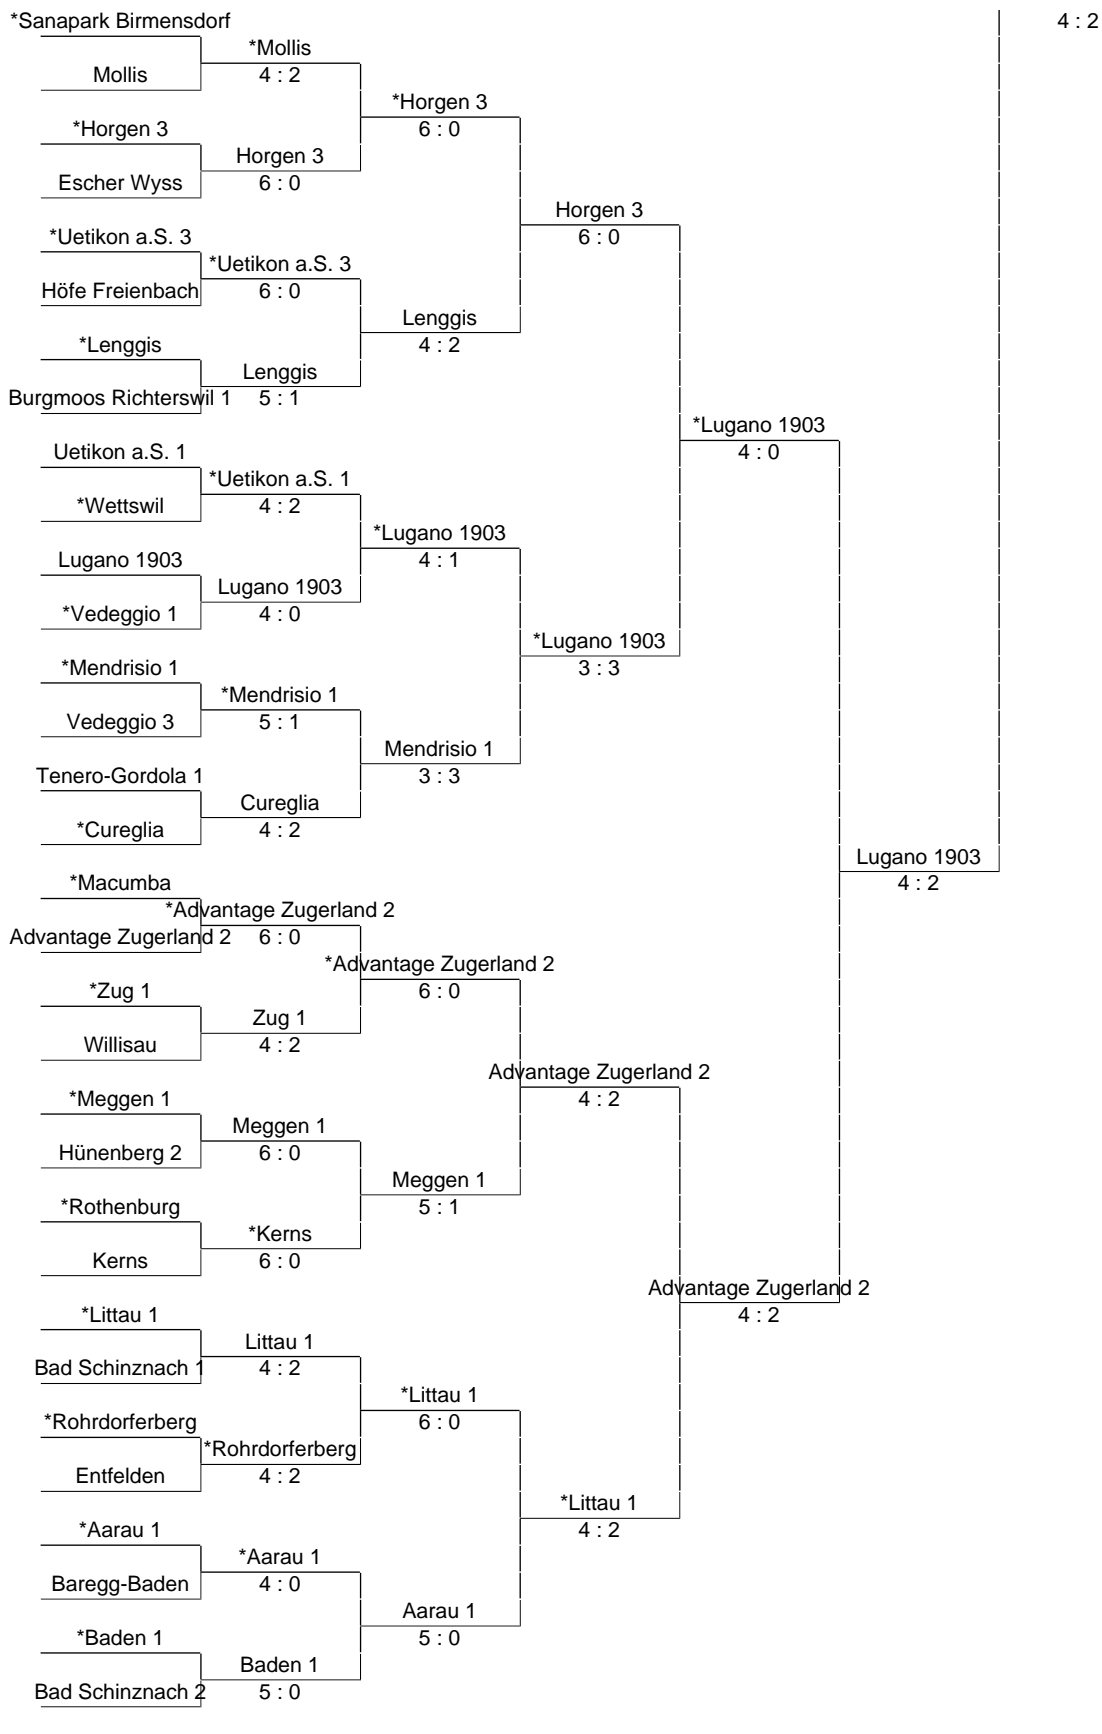 *Sanapark Birmensdorf
4 : 2
*Mollis
Mollis
4 : 2
*Horgen 3
6 : 0
*Horgen 3
Horgen 3
Escher Wyss
6 : 0
Horgen 3
6 : 0
*Uetikon a.S. 3
*Uetikon a.S. 3
Höfe Freienbach
6 : 0
Lenggis
4 : 2
*Lenggis
Lenggis
Burgmoos Richterswil 1
5 : 1
*Lugano 1903
4 : 0
Uetikon a.S. 1
*Uetikon a.S. 1
*Wettswil
4 : 2
*Lugano 1903
4 : 1
Lugano 1903
Lugano 1903
*Vedeggio 1
4 : 0
*Lugano 1903
3 : 3
*Mendrisio 1
*Mendrisio 1
Vedeggio 3
5 : 1
Mendrisio 1
3 : 3
Tenero-Gordola 1
Cureglia
*Cureglia
4 : 2
Lugano 1903
4 : 2
*Macumba
*Advantage Zugerland 2
Advantage Zugerland 2
6 : 0
*Advantage Zugerland 2
6 : 0
*Zug 1
Zug 1
Willisau
4 : 2
Advantage Zugerland 2
4 : 2
*Meggen 1
Meggen 1
Hünenberg 2
6 : 0
Meggen 1
5 : 1
*Rothenburg
*Kerns
Kerns
6 : 0
Advantage Zugerland 2
4 : 2
*Littau 1
Littau 1
Bad Schinznach 1
4 : 2
*Littau 1
6 : 0
*Rohrdorferberg
*Rohrdorferberg
Entfelden
4 : 2
*Littau 1
4 : 2
*Aarau 1
*Aarau 1
Baregg-Baden
4 : 0
Aarau 1
5 : 0
*Baden 1
Baden 1
Bad Schinznach 2
5 : 0